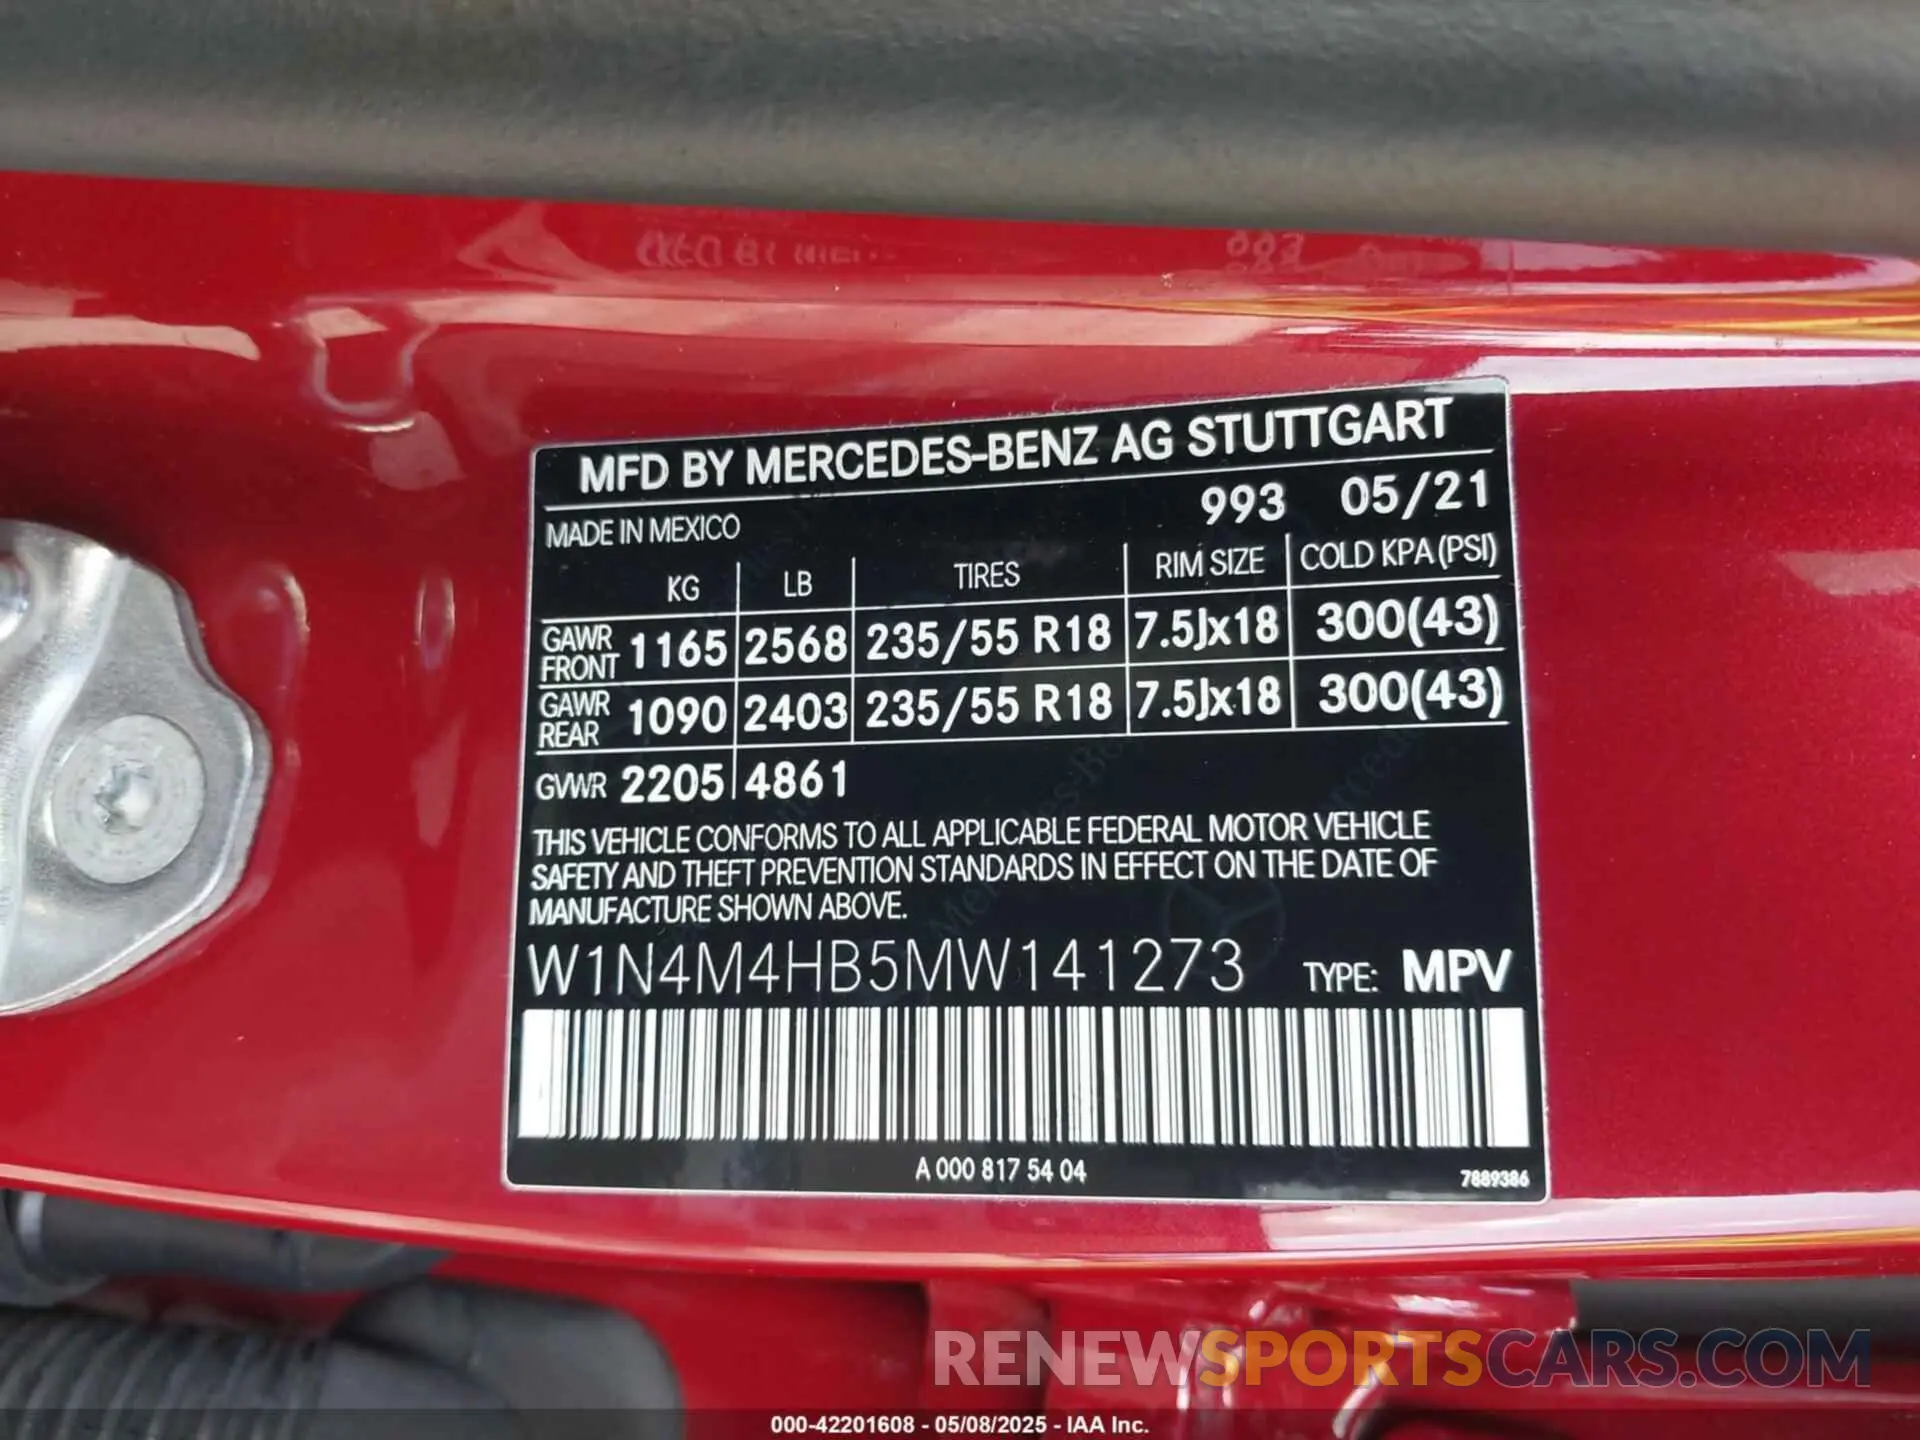 MFD BY MERCEDES-BENZ AG STUTTGART
MADE IN MEXICO 993 05/21
KG LB TIRES RIM SIZE COLD KPA (PSI)
GAWR FRONT 1165 2568 235/55 R18 7.5Jx18 300(43)
GAWR REAR 1090 2403 235/55 R18 7.5Jx18 300(43)
GVWR 2205 4861
THIS VEHICLE CONFORMS TO ALL APPLICABLE FEDERAL MOTOR VEHICLE
SAFETY AND THEFT PREVENTION STANDARDS IN EFFECT ON THE DATE OF
MANUFACTURE SHOWN ABOVE.
W1N4M4HB5MW141273 TYPE: MPV
A 000 817 54 04 7889386
RENEWSPORTSCARS.COM
000-42201608 - 05/08/2025 - IAA Inc.